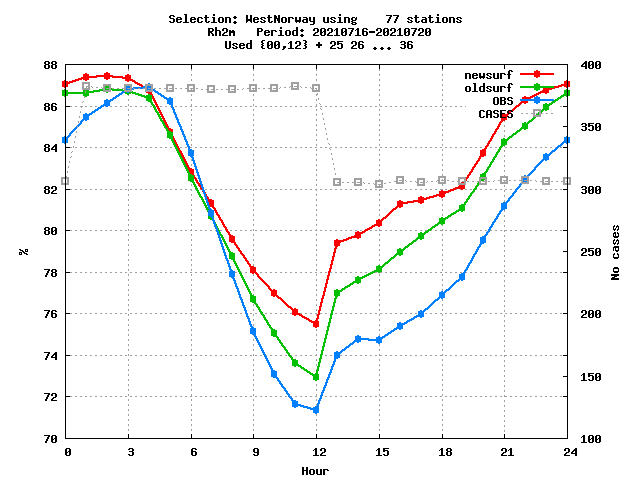 Selection: WestNorway using    77 stations
Rh2m   Period: 20210716-20210720
Used {00,12} + 25 26 ... 36
newsurf
oldsurf
OBS
CASES
88
86
84
82
80
78
76
74
72
70
%
400
350
300
250
200
150
100
No cases
0 3 6 9 12 15 18 21 24
Hour